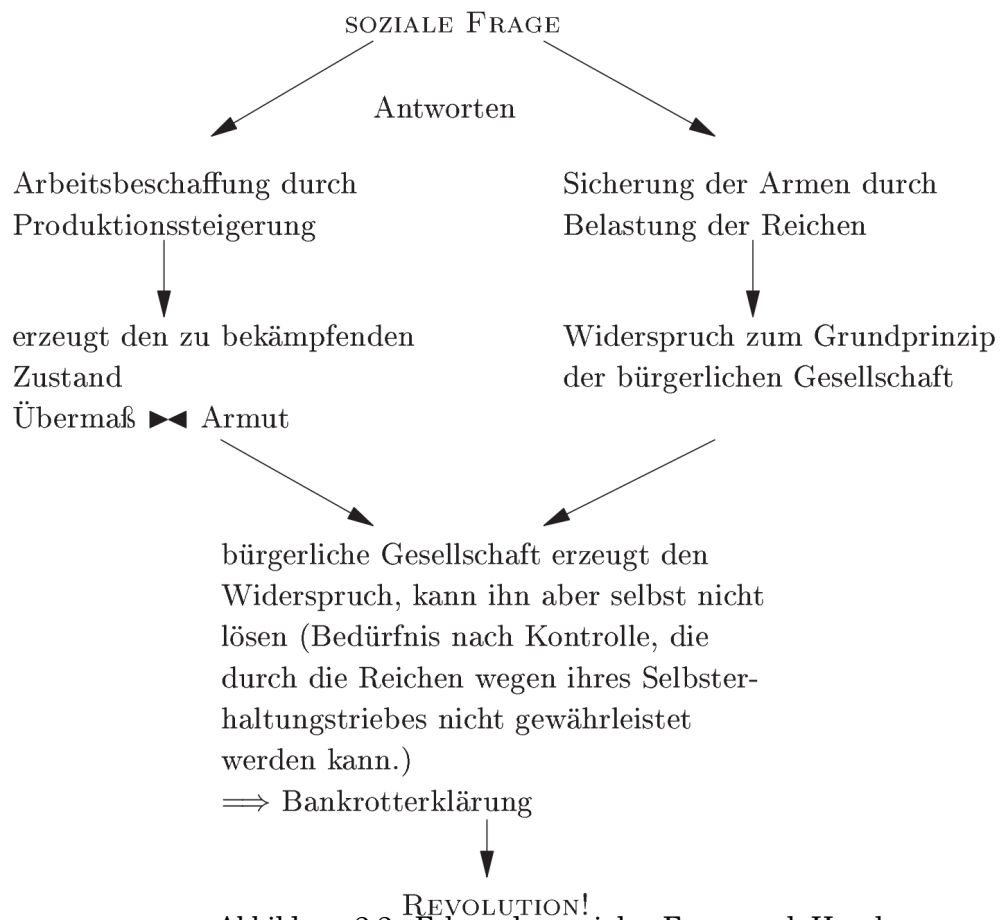 SOZIALE FRAGE
Antworten
Arbeitsbeschaffung durch
Produktionssteigerung
Sicherung der Armen durch
Belastung der Reichen
erzeugt den zu bekämpfenden
Zustand
Übermaß ▶◀ Armut
Widerspruch zum Grundprinzip
der bürgerlichen Gesellschaft
bürgerliche Gesellschaft erzeugt den
Widerspruch, kann ihn aber selbst nicht
lösen (Bedürfnis nach Kontrolle, die
durch die Reichen wegen ihres Selbster-
haltungstriebes nicht gewährleistet
werden kann.)
⟹ Bankrotterklärung
REVOLUTION!